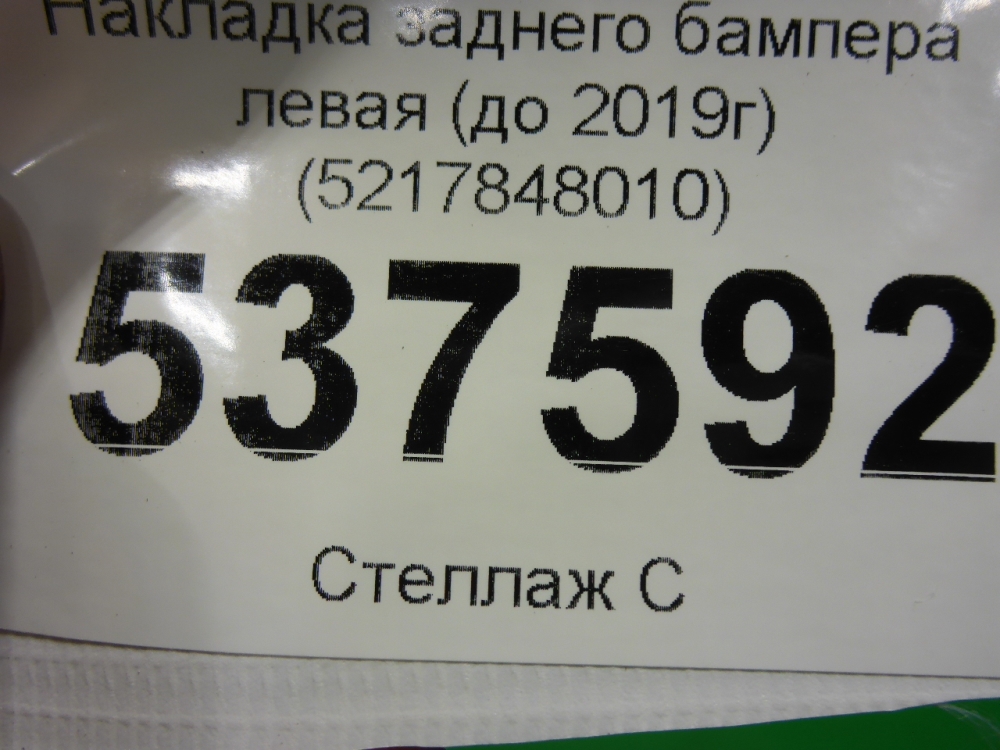 Накладка заднего бампера
левая (до 2019г)
(5217848010)
537592
Стеллаж С